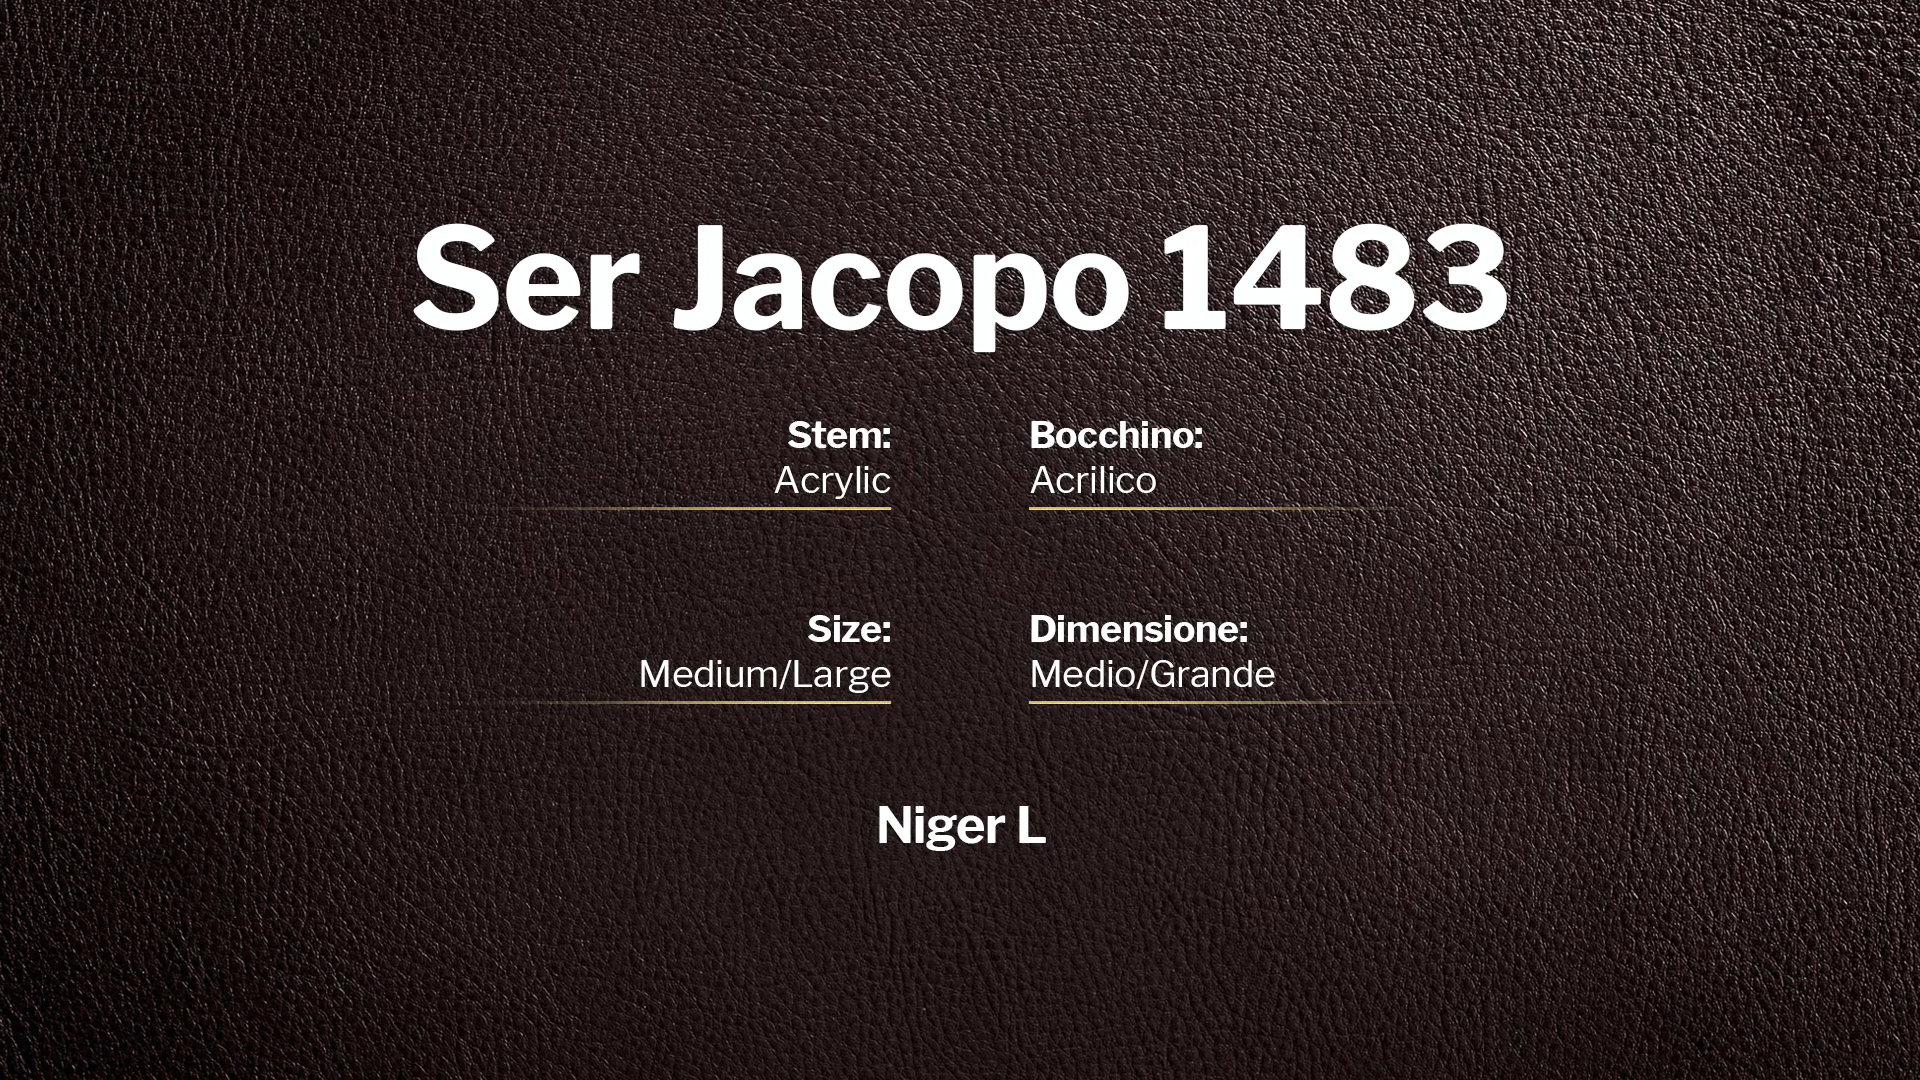 Ser Jacopo 1483
Stem:
Acrylic
Bocchino:
Acrilico
Size:
Medium/Large
Dimensione:
Medio/Grande
Niger L